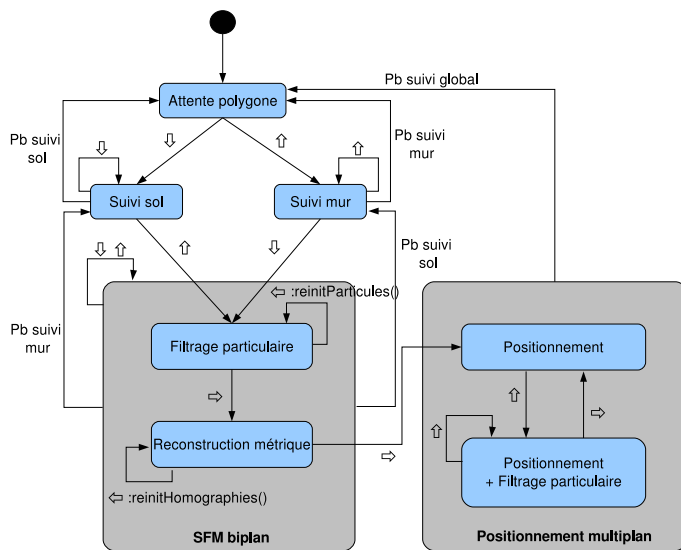 Pb suivi global
Attente polygone
Pb suivi
sol
Pb suivi
mur
Suivi sol
Suivi mur
Pb suivi
sol
:reinitParticules()
Pb suivi
mur
Filtrage particulaire
Positionnement
Reconstruction métrique
Positionnement
+ Filtrage particulaire
:reinitHomographies()
SFM biplan
Positionnement multiplan